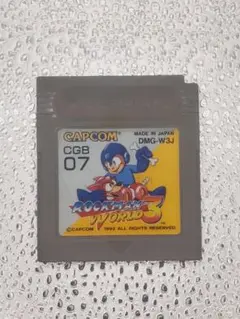 CAPCOM
MADE IN JAPAN
DMG-W3J
CGB
07
ROCKMAN
WORLD 3
©CAPCOM 1992 ALL RIGHTS RESERVED